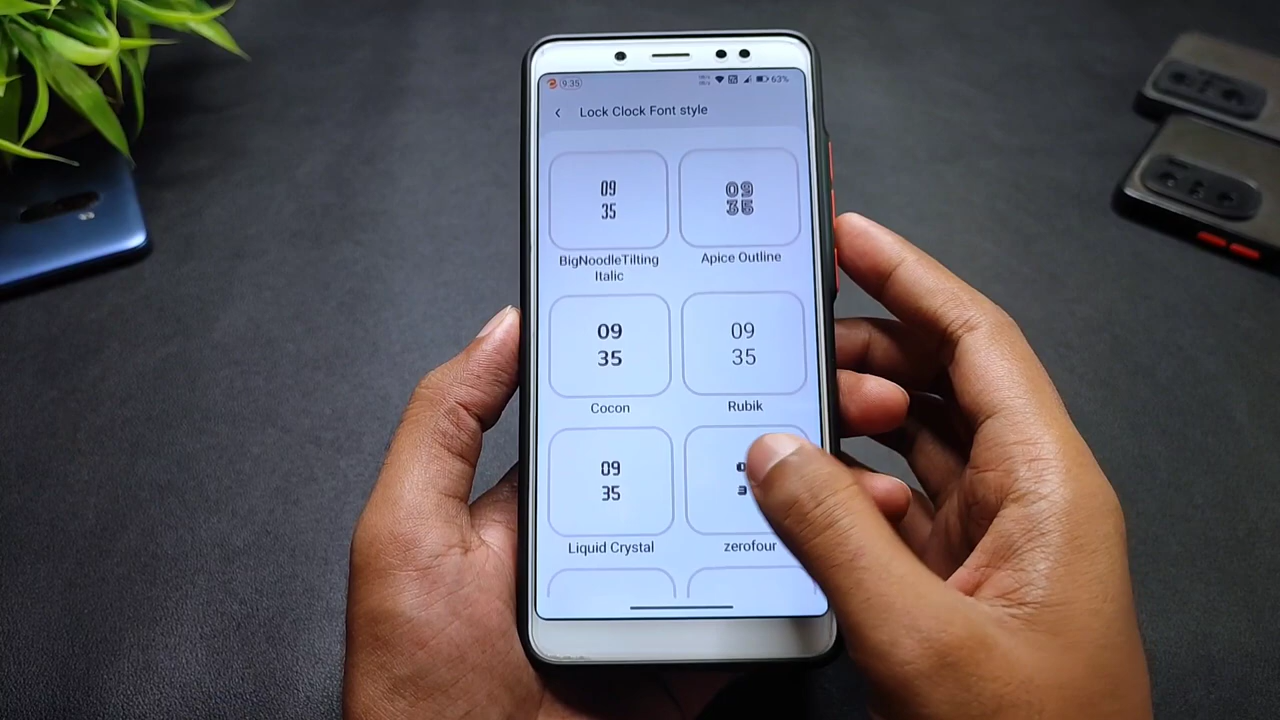 9:35
63%
Lock Clock Font style
09
35
09
35
BigNoodleTilting
Italic
Apice Outline
09
35
09
35
Cocon
Rubik
09
35
Liquid Crystal
zerofour